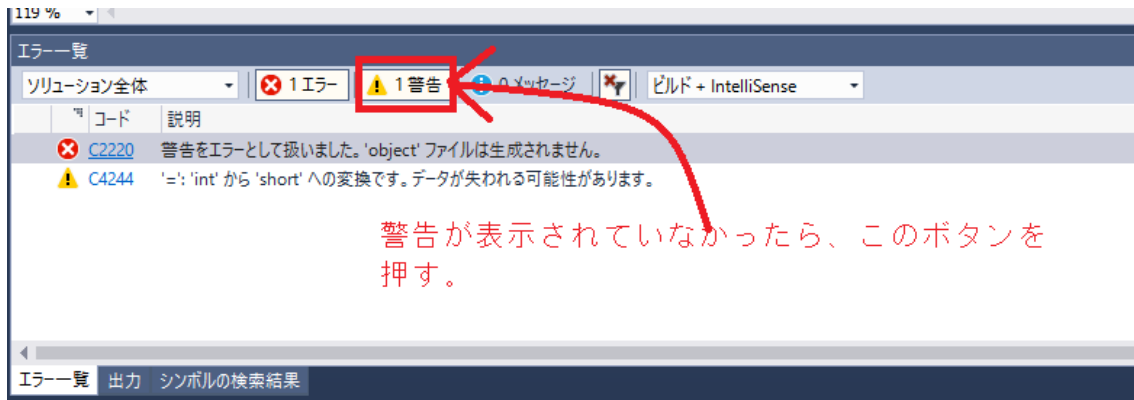 119 %
エラー一覧
ソリューション全体 1 エラー 1 警告 0 メッセージ ビルド + IntelliSense
コード 説明
C2220 警告をエラーとして扱いました。'object' ファイルは生成されません。
C4244 '=': 'int' から 'short' への変換です。データが失われる可能性があります。
警告が表示されていなかったら、このボタンを
押す。
エラー一覧 出力 シンボルの検索結果